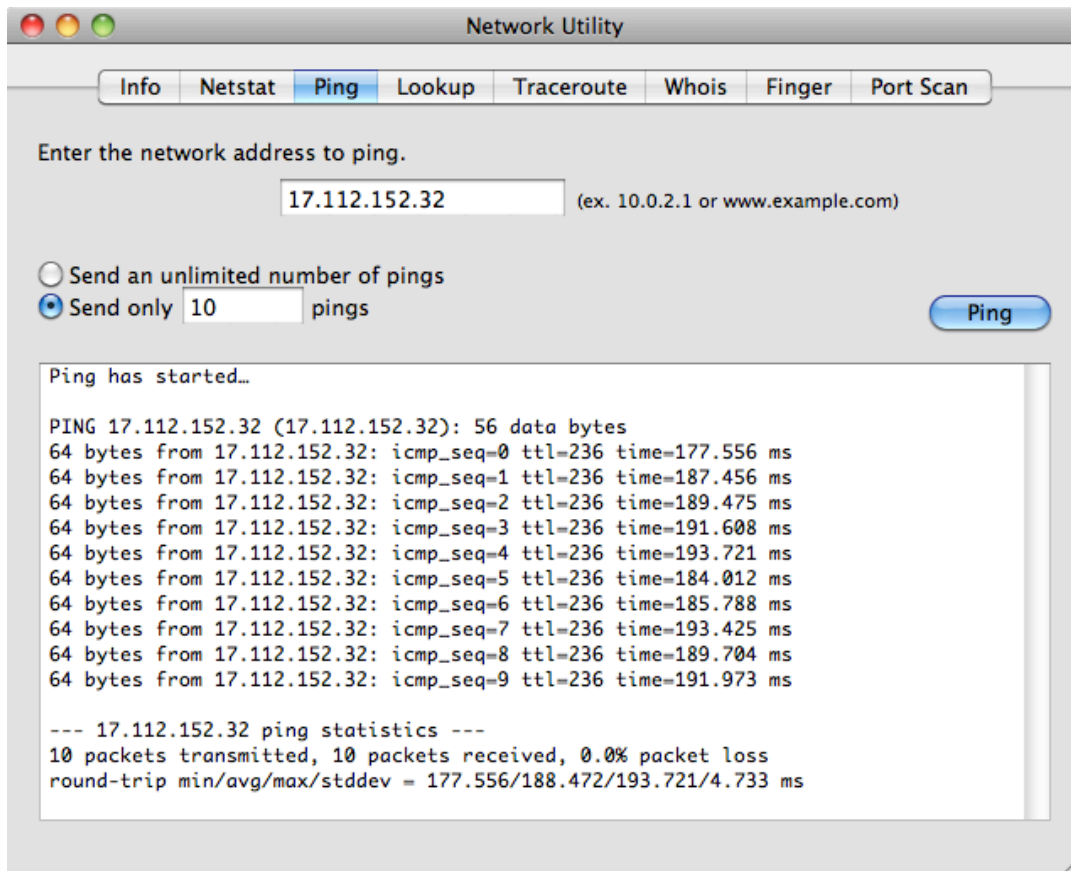 Network Utility
Info Netstat Ping Lookup Traceroute Whois Finger Port Scan
Enter the network address to ping.
17.112.152.32 (ex. 10.0.2.1 or www.example.com)
Send an unlimited number of pings
Send only 10 pings
Ping
Ping has started…
PING 17.112.152.32 (17.112.152.32): 56 data bytes
64 bytes from 17.112.152.32: icmp_seq=0 ttl=236 time=177.556 ms
64 bytes from 17.112.152.32: icmp_seq=1 ttl=236 time=187.456 ms
64 bytes from 17.112.152.32: icmp_seq=2 ttl=236 time=189.475 ms
64 bytes from 17.112.152.32: icmp_seq=3 ttl=236 time=191.608 ms
64 bytes from 17.112.152.32: icmp_seq=4 ttl=236 time=193.721 ms
64 bytes from 17.112.152.32: icmp_seq=5 ttl=236 time=184.012 ms
64 bytes from 17.112.152.32: icmp_seq=6 ttl=236 time=185.788 ms
64 bytes from 17.112.152.32: icmp_seq=7 ttl=236 time=193.425 ms
64 bytes from 17.112.152.32: icmp_seq=8 ttl=236 time=189.704 ms
64 bytes from 17.112.152.32: icmp_seq=9 ttl=236 time=191.973 ms
--- 17.112.152.32 ping statistics ---
10 packets transmitted, 10 packets received, 0.0% packet loss
round-trip min/avg/max/stddev = 177.556/188.472/193.721/4.733 ms